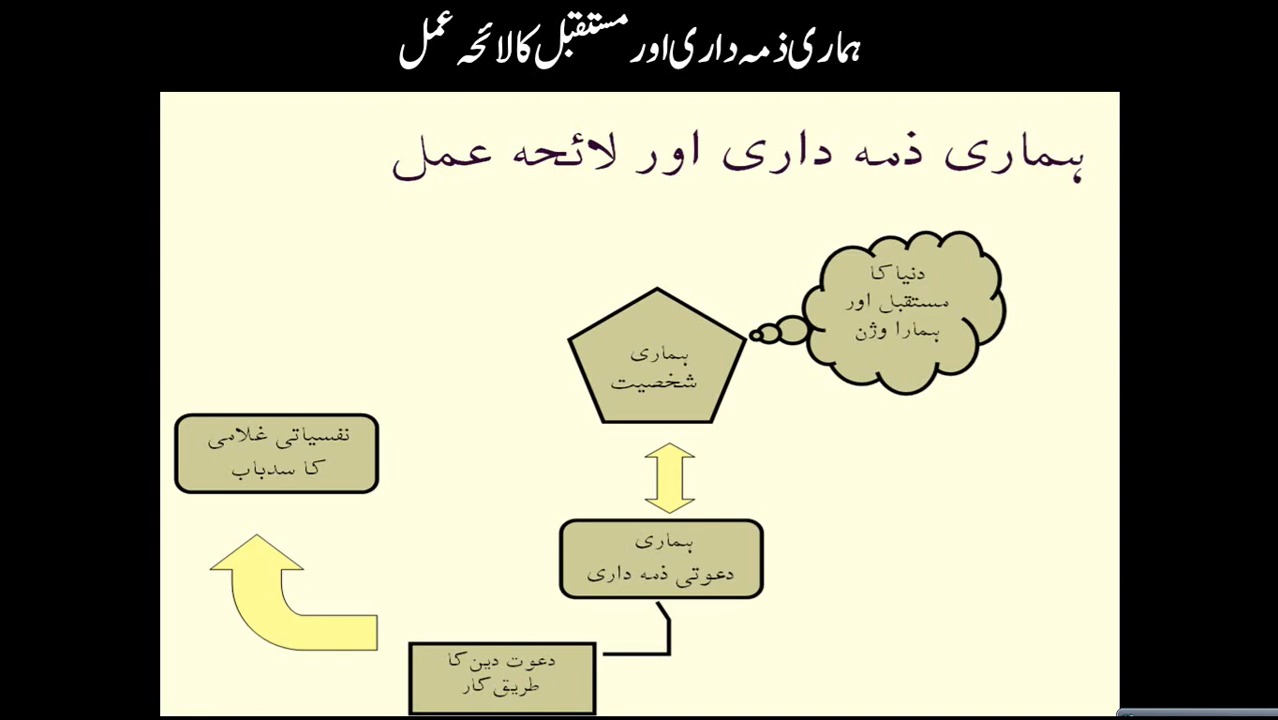 ہماری ذمہ داری اور مستقبل کا لائحہ عمل
ہماری ذمہ داری اور لائحہ عمل
دنیا کا
مستقبل اور
ہمارا وژن
ہماری
شخصیت
نفسیاتی غلامی
کا سدباب
ہماری
دعوتی ذمہ داری
دعوت دین کا
طریق کار